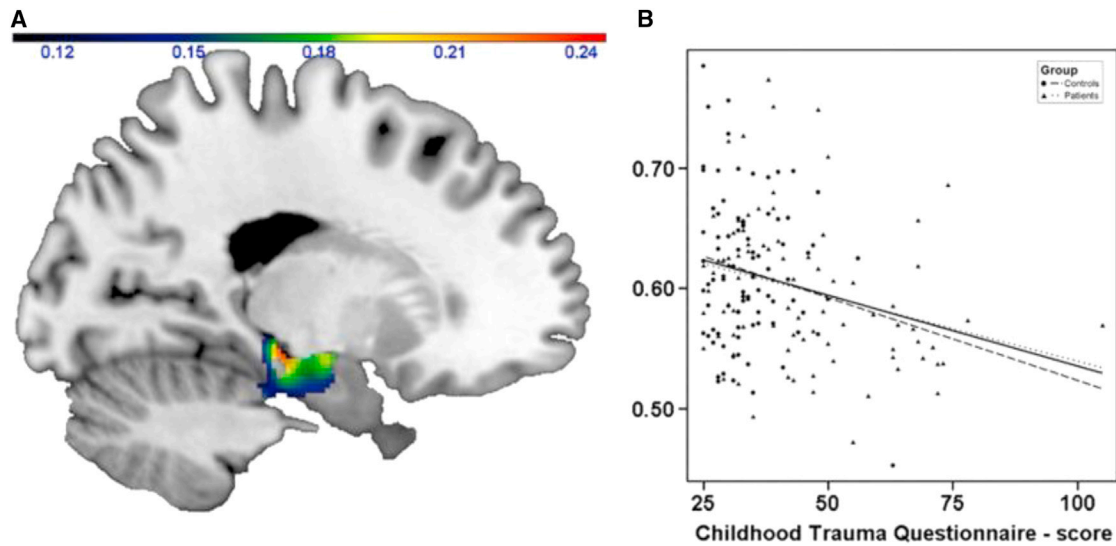 A
0.12 0.15 0.18 0.21 0.24
B
Group
Controls
Patients
0.70
0.60
0.50
25 50 75 100
Childhood Trauma Questionnaire - score